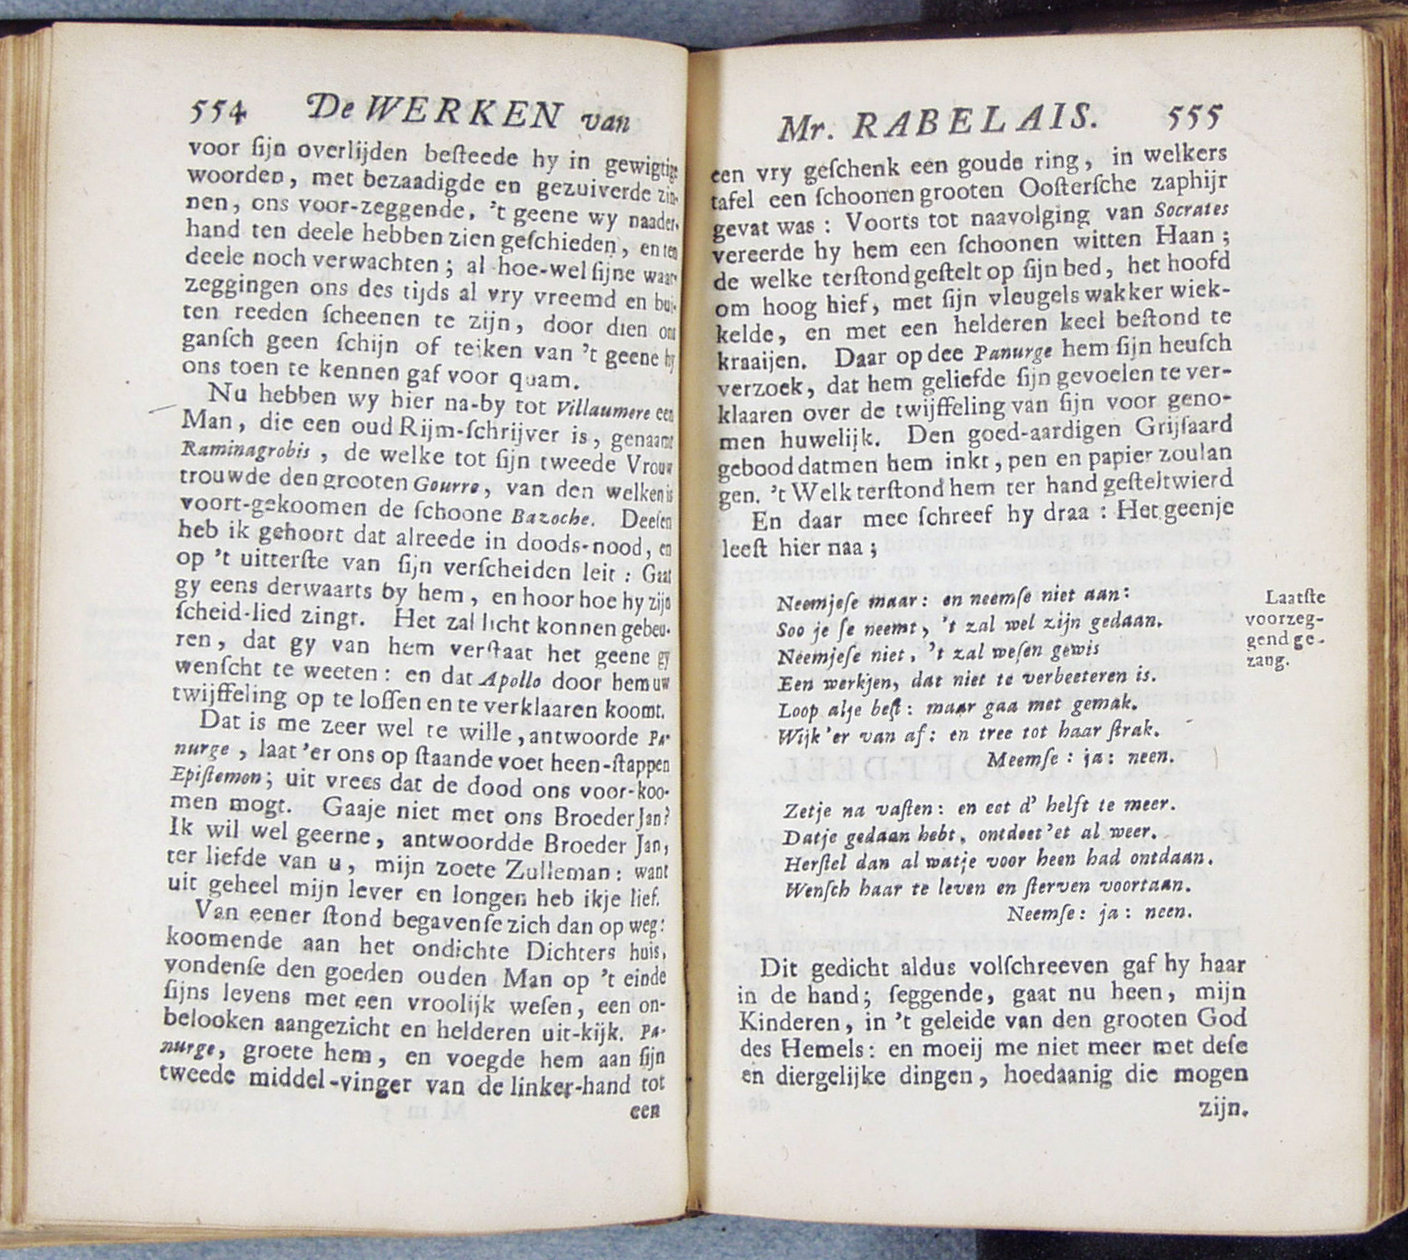 554 De WERKEN van
voor ſijn overlijden beſteede hy in gewigtige
woorden, met bezaadigde en gezuiverde zin-
nen, ons voor-zeggende, 't geene wy naader-
hand ten deele hebben zien geſchieden, en ten
deele noch verwachten; al hoe-wel ſijne waar-
zeggingen ons des tijds al vry vreemd en bui-
ten reeden ſcheenen te zijn, door dien ons
ganſch geen ſchijn of teiken van 't geene hy
ons toen te kennen gaf voor quam.
Nu hebben wy hier na-by tot Villaumere een
Man, die een oud Rijm-ſchrijver is, genaamt
Raminagrobis, de welke tot ſijn tweede Vrouw
trouwde den grooten Gourre, van den welken is
voort-gekoomen de ſchoone Bazoche. Deeſen
heb ik gehoort dat alreede in doods-nood, en
op 't uitterſte van ſijn verſcheiden leit: Gaat
gy eens derwaarts by hem, en hoor hoe hy zijn
ſcheid-lied zingt. Het zal licht konnen gebeu-
ren, dat gy van hem verſtaat het geene gy
wenſcht te weeten: en dat Apollo door hem uw
twijffeling op te loſſen en te verklaaren koomt.
Dat is me zeer wel te wille, antwoorde Pa-
nurge, laat 'er ons op ſtaande voet heen-ſtappen
Epiſtemon; uit vrees dat de dood ons voor-koo-
men mogt. Gaaje niet met ons Broeder Jan?
Ik wil wel geerne, antwoordde Broeder Jan,
ter liefde van u, mijn zoete Zulleman: want
uit geheel mijn lever en longen heb ikje lief.
Van eener ſtond begavenſe zich dan op weg:
koomende aan het ondichte Dichters huis,
vondenſe den goeden ouden Man op 't einde
ſijns levens met een vroolijk weſen, een on-
belooken aangezicht en helderen uit-kijk. Pa-
nurge, groete hem, en voegde hem aan ſijn
tweede middel-vinger van de linker-hand tot
een
Mr. RABELAIS. 555
een vry geſchenk een goude ring, in welkers
tafel een ſchoonen grooten Ooſterſche zaphijr
gevat was: Voorts tot naavolging van Socrates
vereerde hy hem een ſchoonen witten Haan;
de welke terſtond geſtelt op ſijn bed, het hoofd
om hoog hief, met ſijn vleugels wakker wiek-
kelde, en met een helderen keel beſtond te
kraaijen. Daar op dee Panurge hem ſijn heuſch
verzoek, dat hem geliefde ſijn gevoelen te ver-
klaaren over de twijffeling van ſijn voor geno-
men huwelijk. Den goed-aardigen Grijſaard
gebood datmen hem inkt, pen en papier zoulan
gen. 't Welk terſtond hem ter hand geſtelt wierd
En daar mee ſchreef hy draa: Het geenje
leeſt hier naa;
Neemjeſe maar: en neemſe niet aan:
Soo je ſe neemt, 't zal wel zijn gedaan.
Neemjeſe niet, 't zal weſen gewis
Een werkjen, dat niet te verbeeteren is.
Loop alje beſt: maar gaa met gemak.
Wijk 'er van af: en tree tot haar ſtrak.
Meemſe: ja: neen.
Laatſte
voorzeg-
gend ge-
zang.
Zetje na vaſten: en eet d' helft te meer.
Datje gedaan hebt, ontdeet 'et al weer.
Herſtel dan al watje voor heen had ontdaan.
Wenſch haar te leven en ſterven voortaan.
Neemſe: ja: neen.
Dit gedicht aldus volſchreeven gaf hy haar
in de hand; ſeggende, gaat nu heen, mijn
Kinderen, in 't geleide van den grooten God
des Hemels: en moeij me niet meer met deſe
en diergelijke dingen, hoedaanig die mogen
zijn.